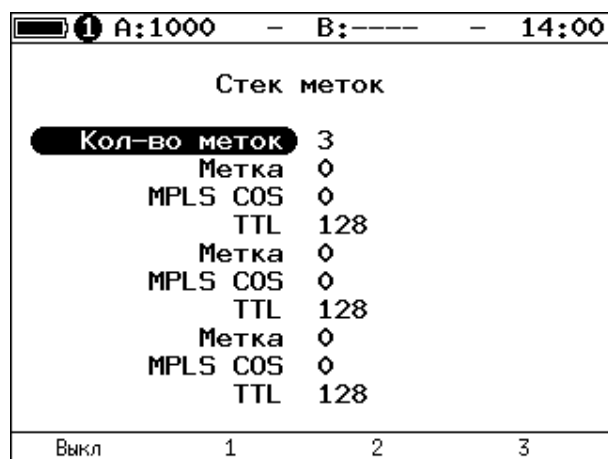 1 A:1000 – B:---- – 14:00
Стек меток
Кол-во меток 3
Метка 0
MPLS COS 0
TTL 128
Метка 0
MPLS COS 0
TTL 128
Метка 0
MPLS COS 0
TTL 128
Выкл 1 2 3